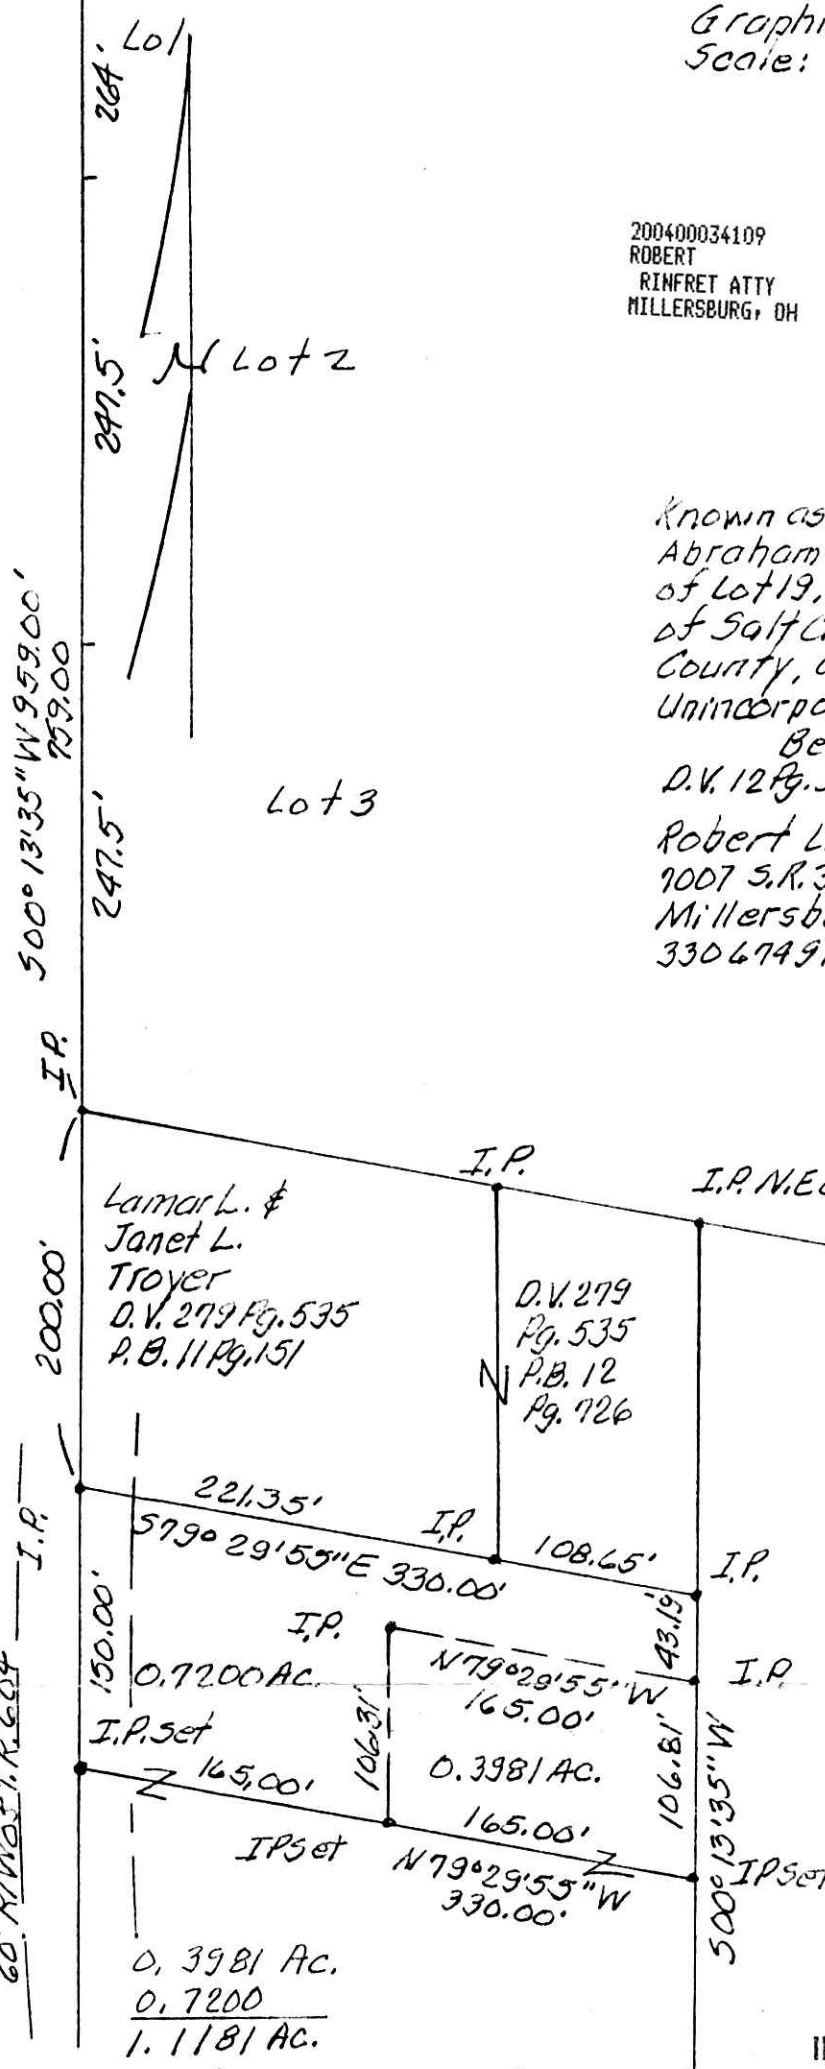 Graphi
Scale:
Lot
264'
200400034109
ROBERT
RINFRET ATTY
MILLERSBURG, OH
N Lot 2
247.5'
Known as
Abraham
of Lot 19,
of Salt C
County,
Unincorpo
Be
D.V. 12 Pg.
Robert L.
7007 S.R. 3
Millersb
330 674 9
S00° 13'35" W 959.00'
759.00
Lot 3
247.5'
I.P.
I.P.
I.P. N.E
Lamar L. &
Janet L.
Troyer
D.V. 279 Pg. 535
P.B. 11 Pg. 151
200.00'
D.V. 279
Pg. 535
N P.B. 12
Pg. 726
221.35'
S79° 29'55" E 330.00'
I.P.
108.65'
I.P.
I.P.
150.00'
43.19'
I.P.
N79°29'55" W
165.00'
I.P.
0.7200 AC.
106.31'
0.3981 AC.
106.81'
I.P. Set
Z 165.00'
165.00'
IP Set
N79°29'55" W
Z
330.00'
IP Set
S00° 13'35" W
60' R/W
T.R. 604
0.3981 Ac.
0.7200
1.1181 Ac.